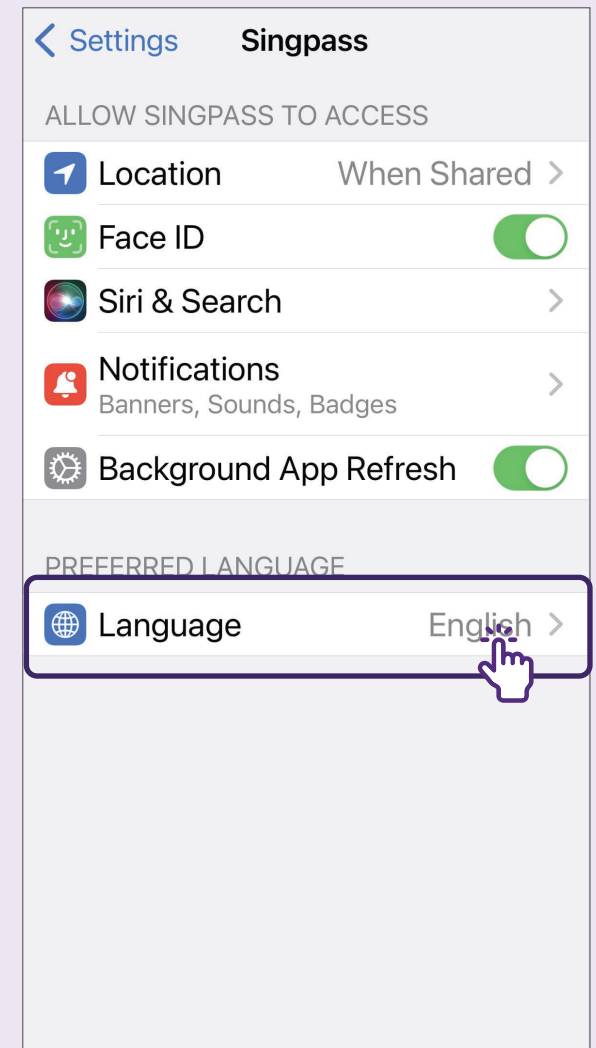 Settings Singpass
ALLOW SINGPASS TO ACCESS
Location When Shared
Face ID
Siri & Search
Notifications
Banners, Sounds, Badges
Background App Refresh
PREFERRED LANGUAGE
Language English